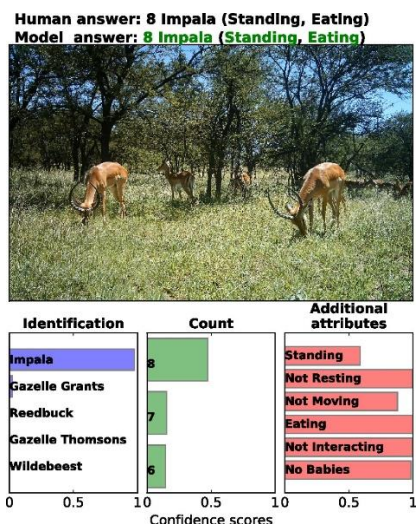 Human answer: 8 Impala (Standing, Eating)
Model answer: 8 Impala (Standing, Eating)
Identification
Impala
Gazelle Grants
Reedbuck
Gazelle Thomsons
Wildebeest
0 0.5 1
Count
8
7
6
0 0.5 1
Confidence scores
Additional
attributes
Standing
Not Resting
Not Moving
Eating
Not Interacting
No Babies
0 0.5 1